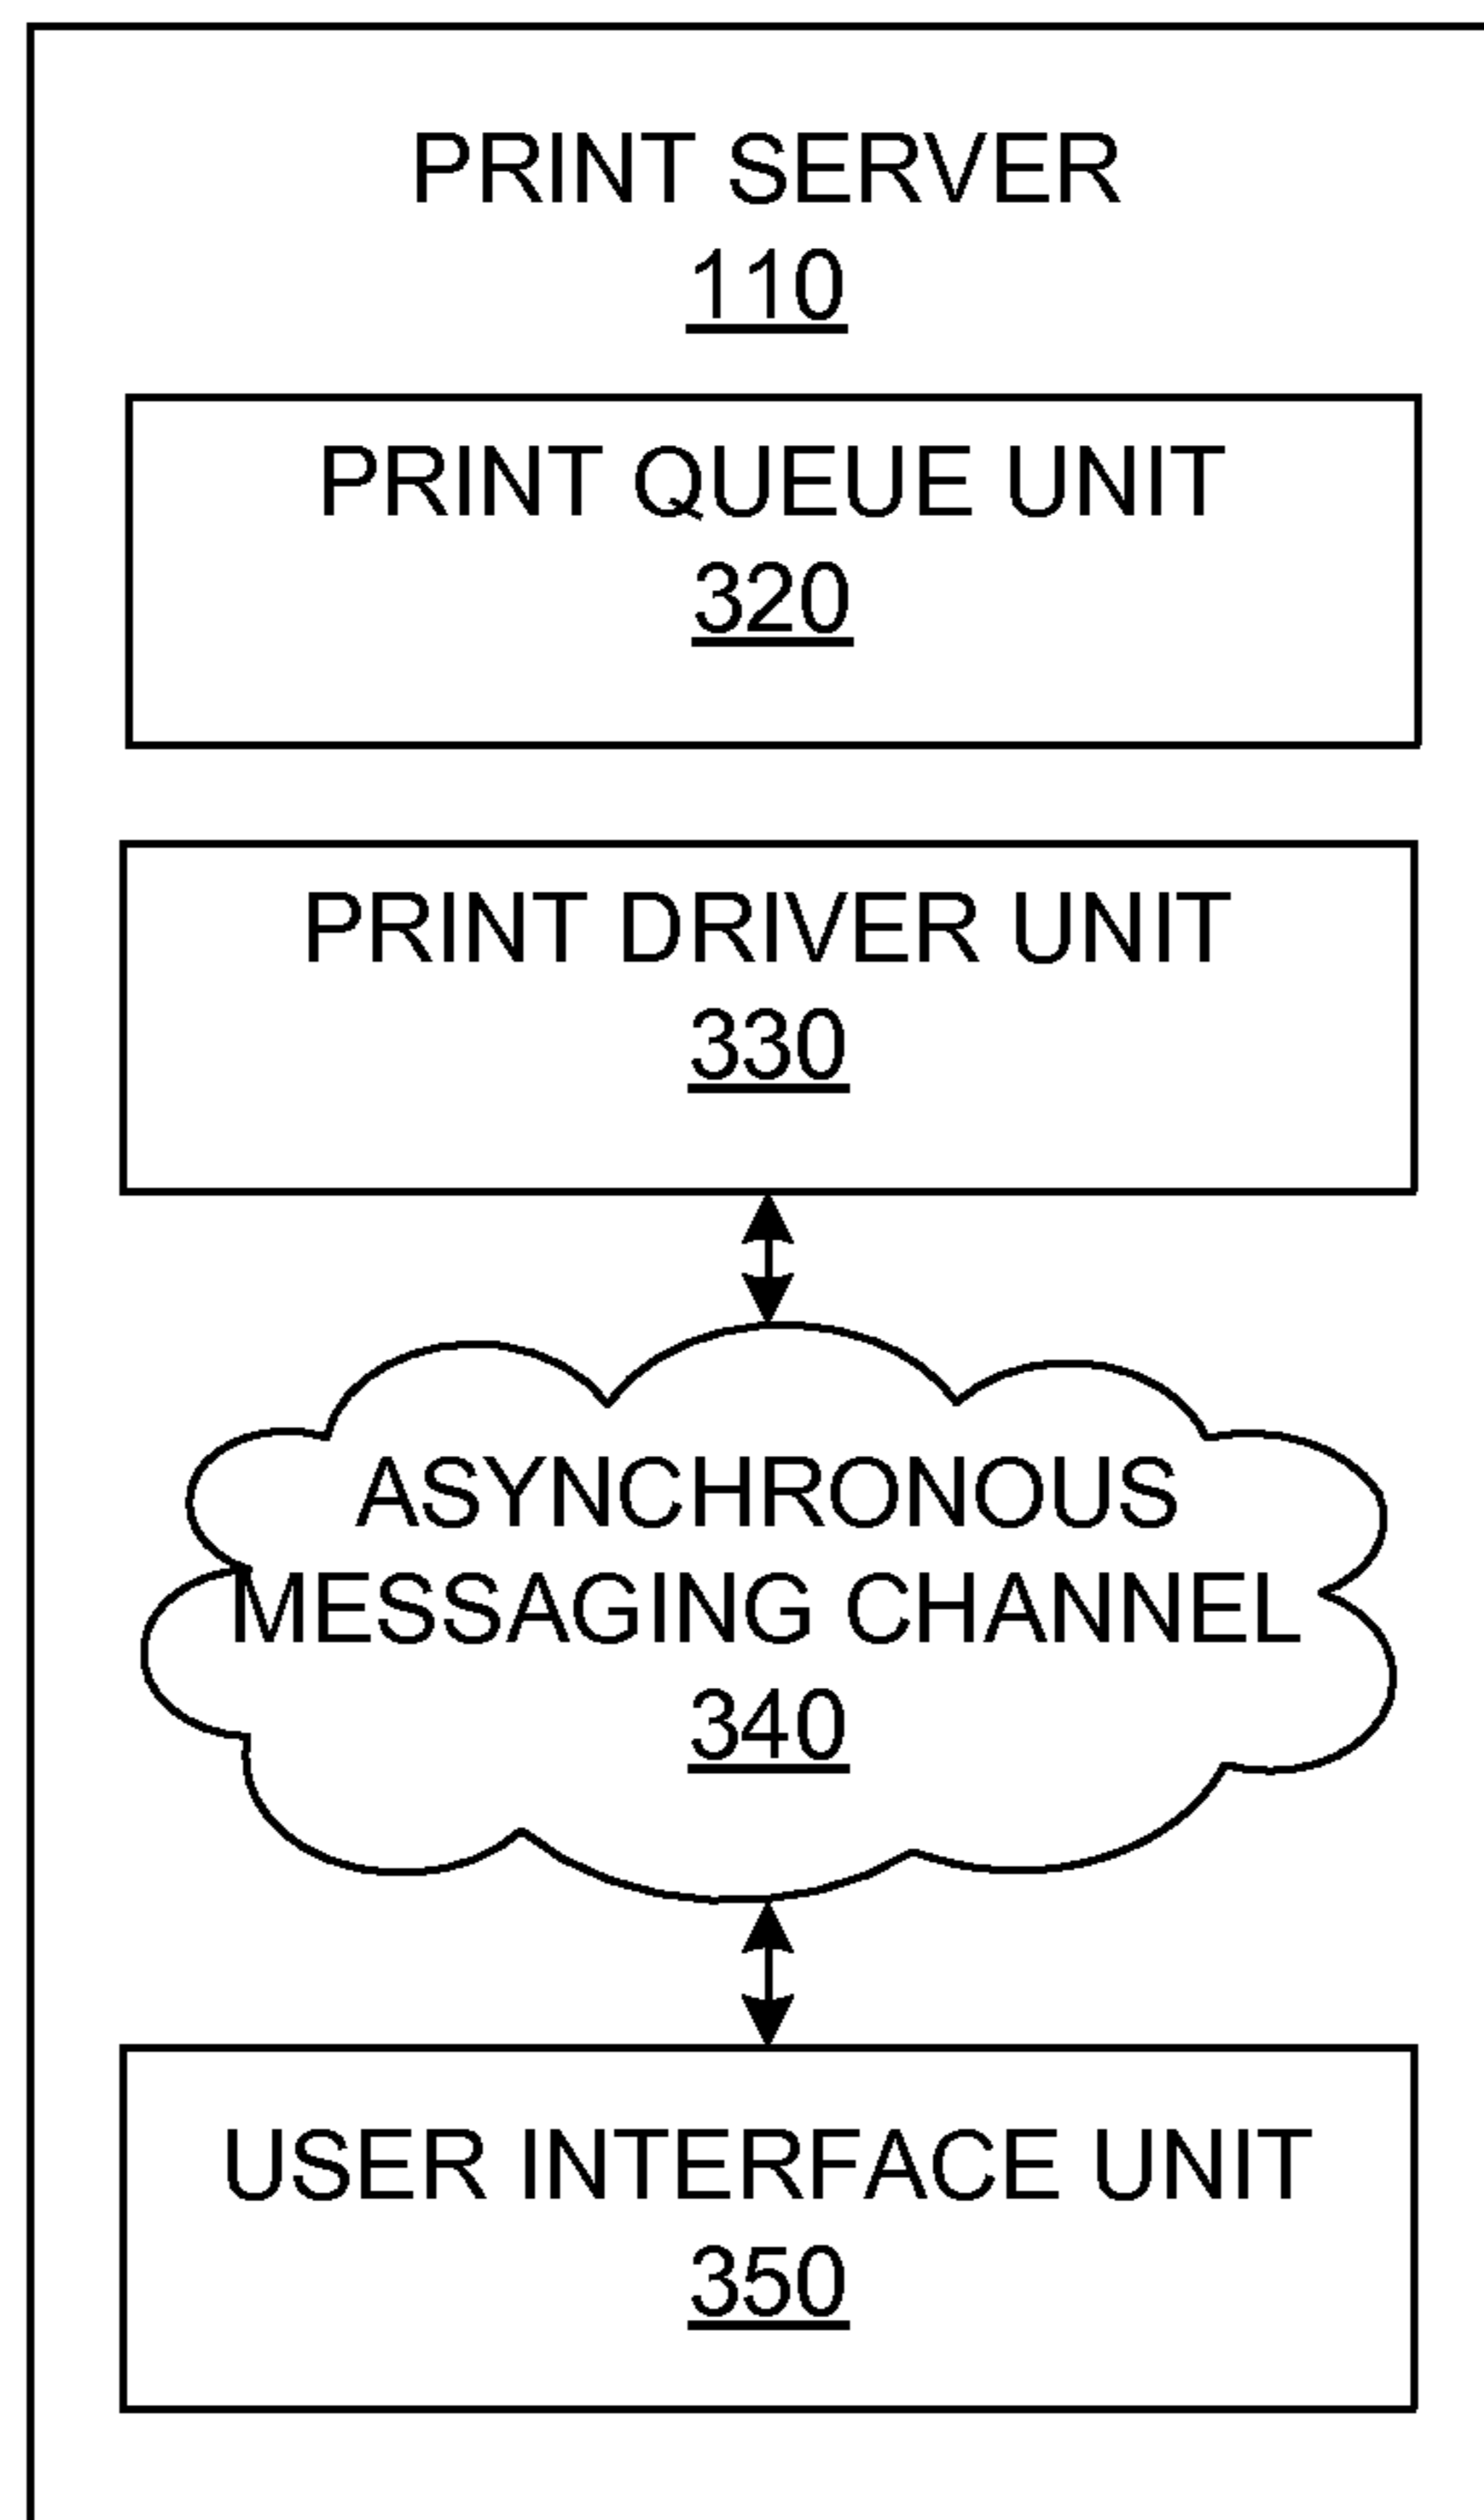 PRINT SERVER
110
PRINT QUEUE UNIT
320
PRINT DRIVER UNIT
330
ASYNCHRONOUS
MESSAGING CHANNEL
340
USER INTERFACE UNIT
350